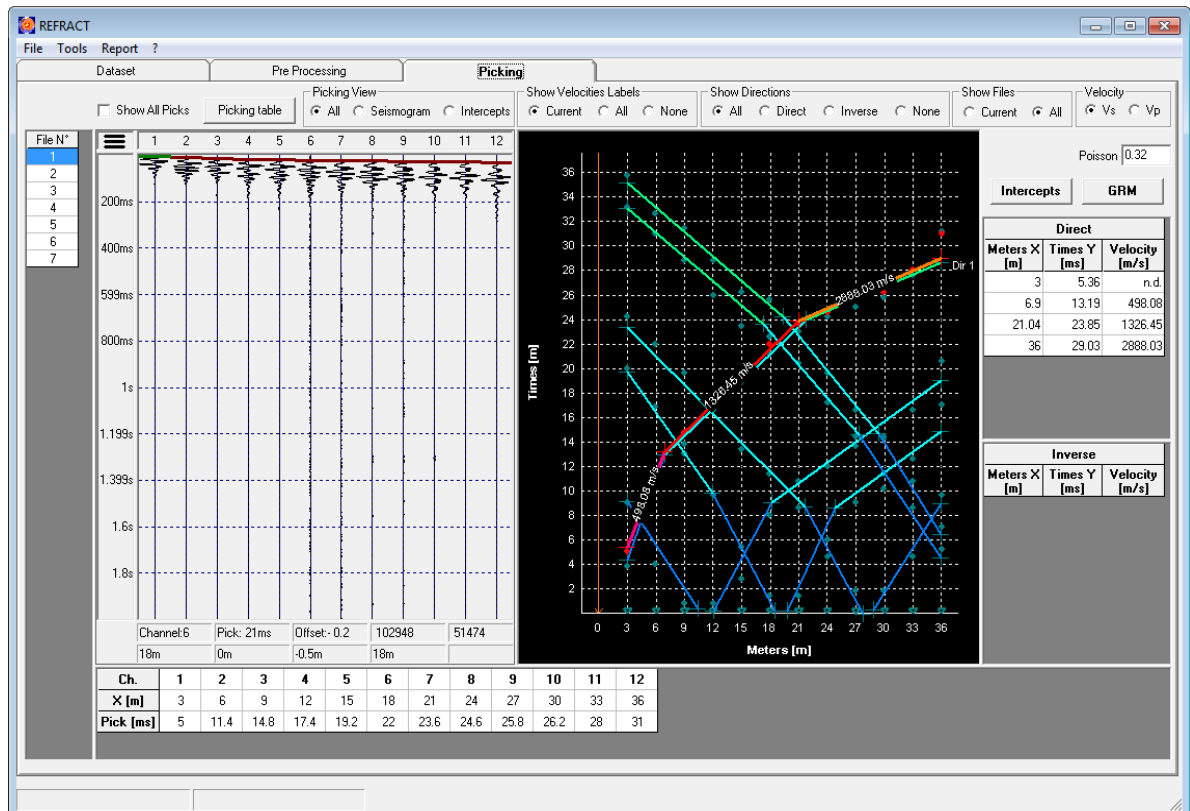 REFRACT
File Tools Report ?
Dataset Pre Processing Picking
Show All Picks Picking table Picking View All Seismogram Intercepts Show Velocities Labels Current All None Show Directions All Direct Inverse None Show Files Current All Velocity Vs Vp
File N°
1
2
3
4
5
6
7
1 2 3 4 5 6 7 8 9 10 11 12
200ms
400ms
599ms
800ms
1s
1.199s
1.399s
1.6s
1.8s
Channel:6 Pick: 21ms Offset:- 0.2 102948 51474
18m 0m -0.5m 18m
Times [m]
36
34
32
30
28
26
24
22
20
18
16
14
12
10
8
6
4
2
0 3 6 9 12 15 18 21 24 27 30 33 36
Meters [m]
498.08 m/s
1326.45 m/s
2888.03 m/s
Dir 1
Poisson 0.32
Intercepts GRM
Direct
Meters X [m] Times Y [ms] Velocity [m/s]
3 5.36 n.d.
6.9 13.19 498.08
21.04 23.85 1326.45
36 29.03 2888.03
Inverse
Meters X [m] Times Y [ms] Velocity [m/s]
Ch. 1 2 3 4 5 6 7 8 9 10 11 12
X [m] 3 6 9 12 15 18 21 24 27 30 33 36
Pick [ms] 5 11.4 14.8 17.4 19.2 22 23.6 24.6 25.8 26.2 28 31